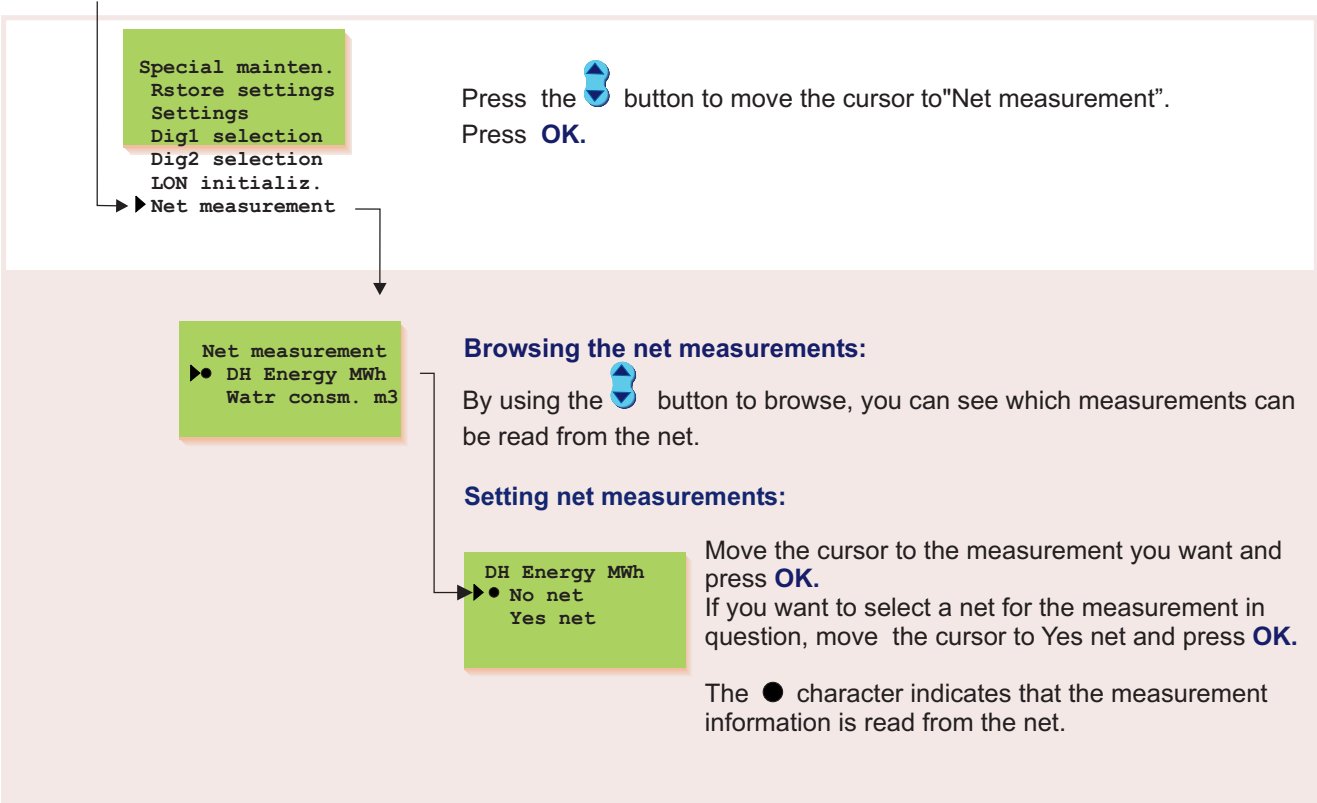 Special mainten.
Rstore settings
Settings
Dig1 selection
Dig2 selection
LON initializ.
Net measurement
Press the button to move the cursor to"Net measurement”.
Press OK.
Net measurement
● DH Energy MWh
Watr consm. m3
Browsing the net measurements:
By using the button to browse, you can see which measurements can
be read from the net.
Setting net measurements:
DH Energy MWh
● No net
Yes net
Move the cursor to the measurement you want and
press OK.
If you want to select a net for the measurement in
question, move the cursor to Yes net and press OK.
The ● character indicates that the measurement
information is read from the net.